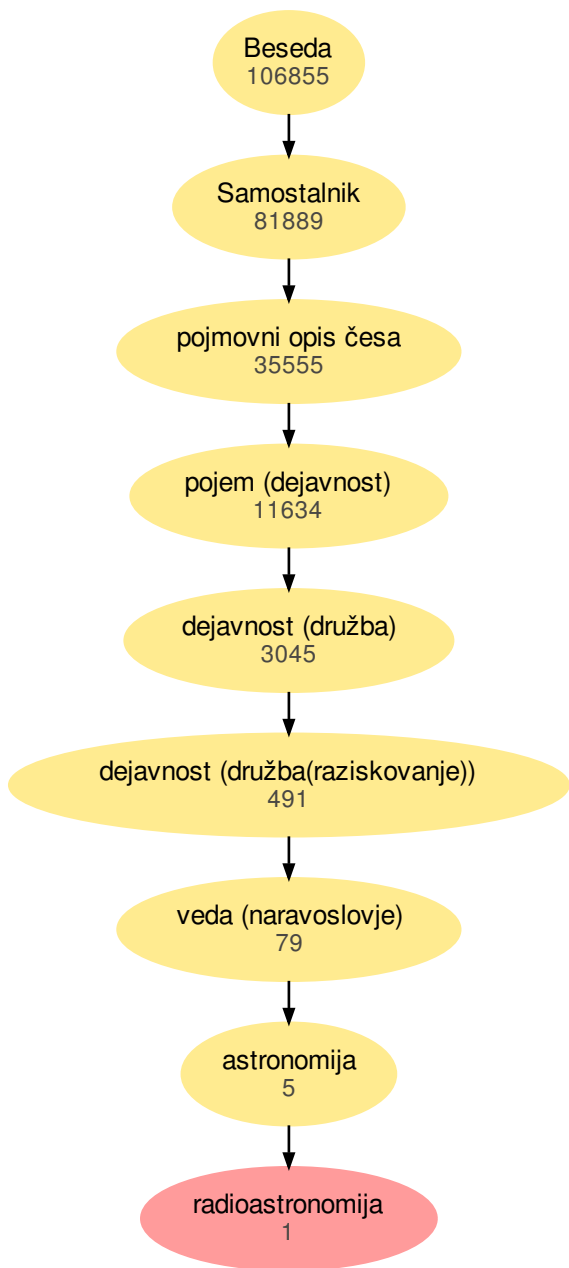 Beseda
106855
Samostalnik
81889
pojmovni opis česa
35555
pojem (dejavnost)
11634
dejavnost (družba)
3045
dejavnost (družba(raziskovanje))
491
veda (naravoslovje)
79
astronomija
5
radioastronomija
1